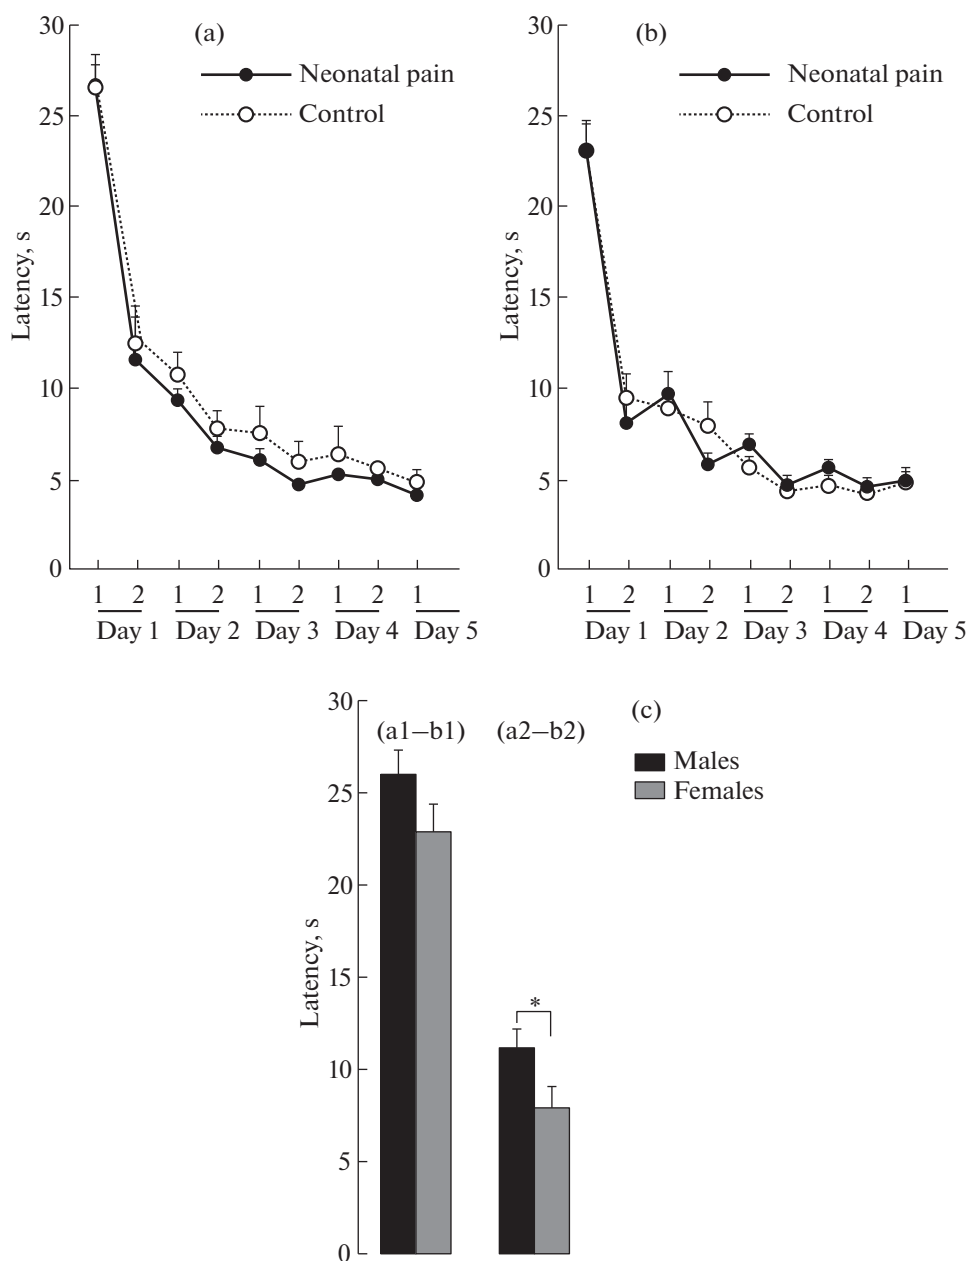 (a)
Neonatal pain
Control
Latency, s
30
25
20
15
10
5
0
1 2 1 2 1 2 1 2 1
Day 1 Day 2 Day 3 Day 4 Day 5
(b)
Neonatal pain
Control
Latency, s
30
25
20
15
10
5
0
1 2 1 2 1 2 1 2 1
Day 1 Day 2 Day 3 Day 4 Day 5
(c)
(a1–b1) (a2–b2)
Males
Females
Latency, s
30
25
20
15
10
5
0
*